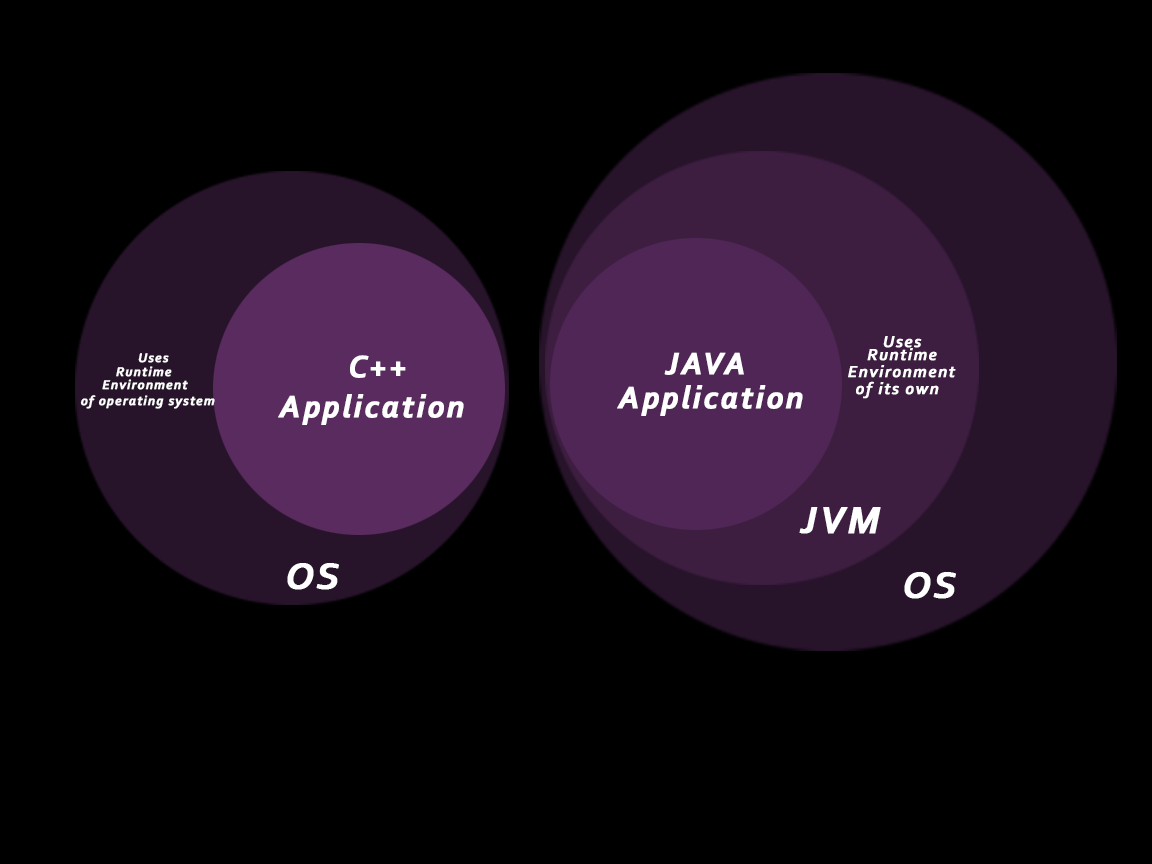 Uses
Runtime
Environment
of operating system
C++
Application
OS
JAVA
Application
Uses
Runtime
Environment
of its own
JVM
OS